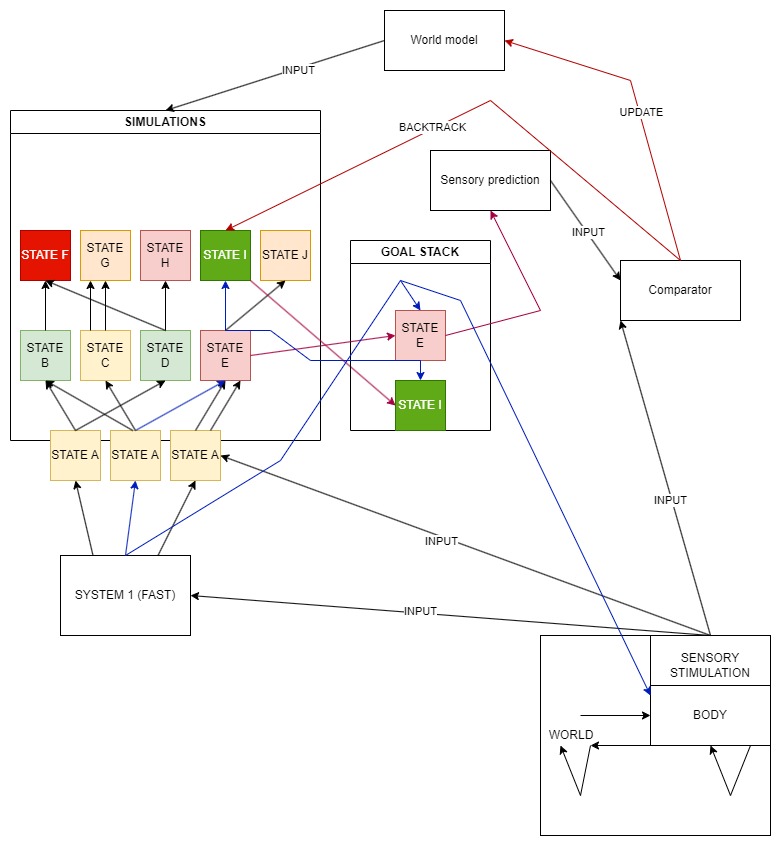 World model
INPUT
UPDATE
SIMULATIONS
BACKTRACK
Sensory prediction
INPUT
STATE F
STATE
G
STATE
H
STATE I
STATE J
GOAL STACK
Comparator
STATE
B
STATE
C
STATE
D
STATE
E
STATE
E
STATE I
STATE A
STATE A
STATE A
INPUT
INPUT
SYSTEM 1 (FAST)
INPUT
SENSORY
STIMULATION
BODY
WORLD